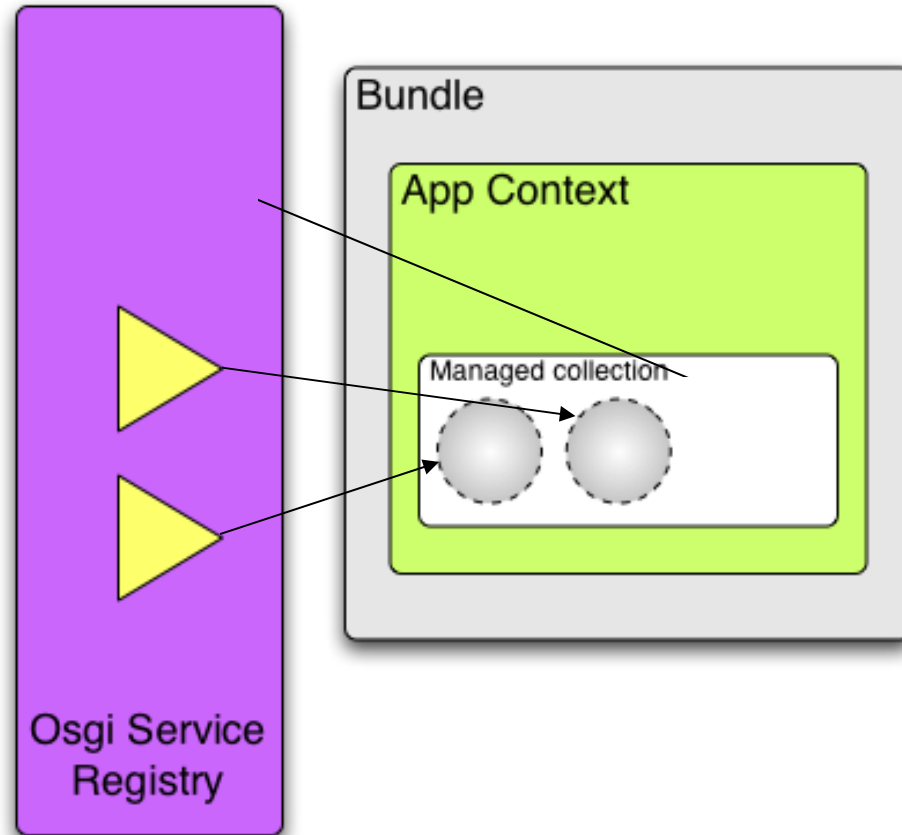 Bundle
App Context
Managed collection
Osgi Service
Registry